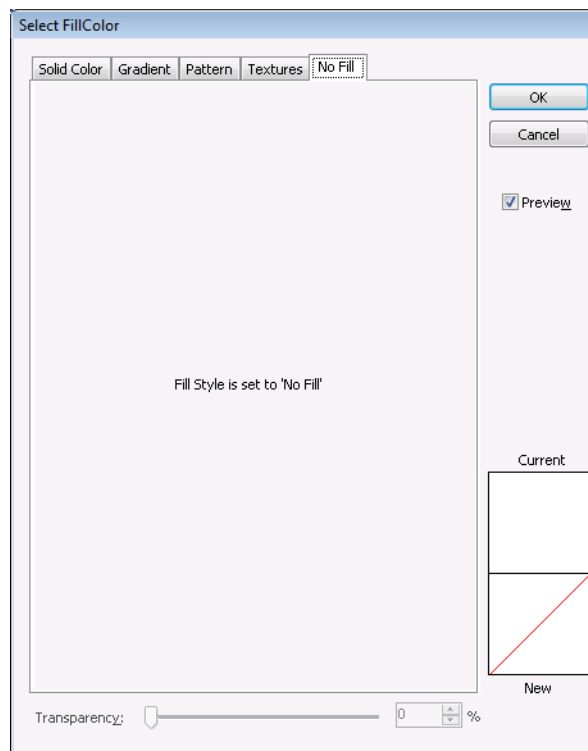 Select FillColor
Solid Color Gradient Pattern Textures No Fill
OK
Cancel
Preview
Fill Style is set to 'No Fill'
Current
New
Transparency: 0 %